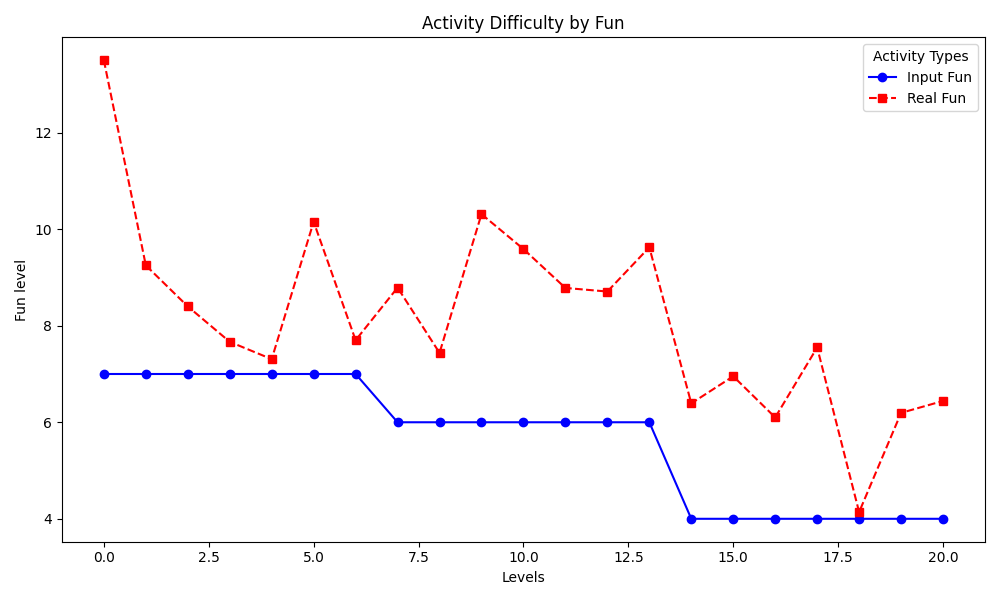 Activity Difficulty by Fun
Activity Types
Input Fun
Real Fun
Fun level
12
10
8
6
4
0.0
2.5
5.0
7.5
10.0
12.5
15.0
17.5
20.0
Levels